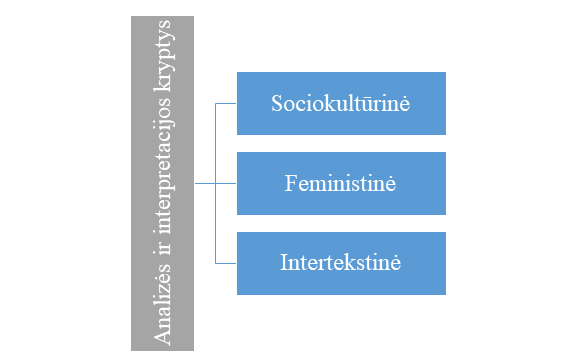 Analizės ir interpretacijos kryptys
Sociokultūrinė
Feministinė
Intertekstinė